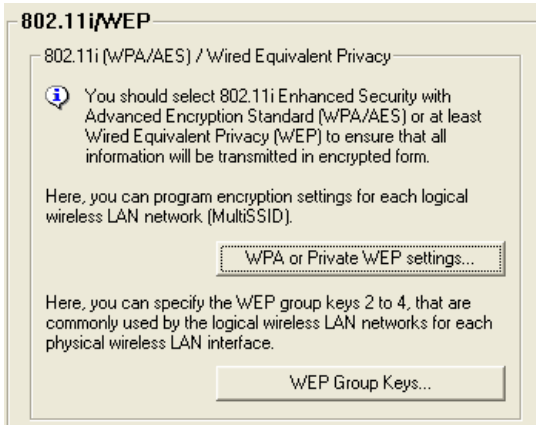 802.11i/WEP
802.11i (WPA/AES) / Wired Equivalent Privacy
You should select 802.11i Enhanced Security with
Advanced Encryption Standard (WPA/AES) or at least
Wired Equivalent Privacy (WEP) to ensure that all
information will be transmitted in encrypted form.
Here, you can program encryption settings for each logical
wireless LAN network (MultiSSID).
WPA or Private WEP settings...
Here, you can specify the WEP group keys 2 to 4, that are
commonly used by the logical wireless LAN networks for each
physical wireless LAN interface.
WEP Group Keys...